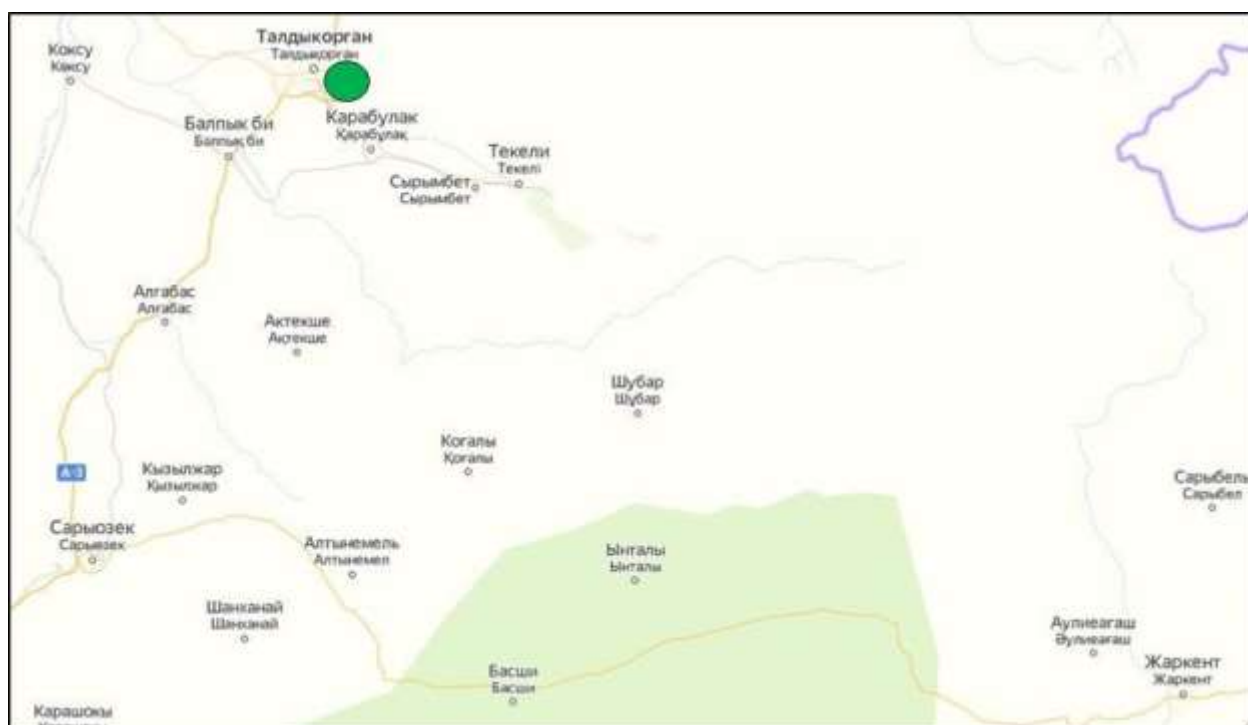 Коксу
Көксу
Талдыкорган
Талдықорған
Балпык би
Балпық би
Карабулак
Қарабұлақ
Текели
Текелі
Сырымбет
Сырымбет
Алгабас
Алғабас
Актекше
Ақтекше
Шубар
Шұбар
Когалы
Қоғалы
А-3
Кызылжар
Қызылжар
Сарыбель
Сарыбел
Сарыозек
Сарыөзек
Алтынемель
Алтынемел
Ынталы
Ынталы
Шанханай
Шанханай
Аулиеагаш
Әулиеағаш
Басши
Басши
Жаркент
Жаркент
Карашокы